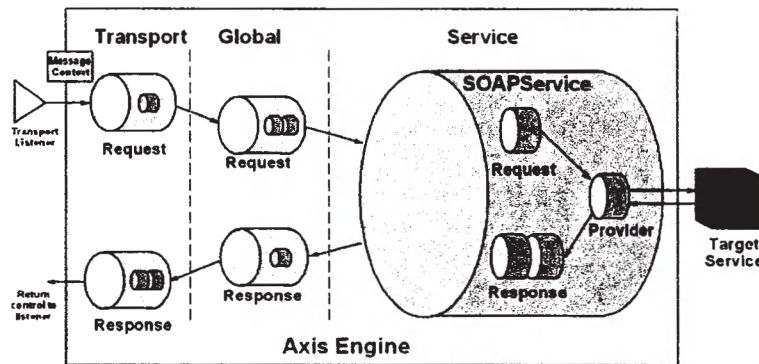 Transport
Global
Service
Message
Context
SOAPService
Transport
Listener
Request
Request
Request
Provider
Target
Service
Return
control to
listener
Response
Response
Response
Axis Engine